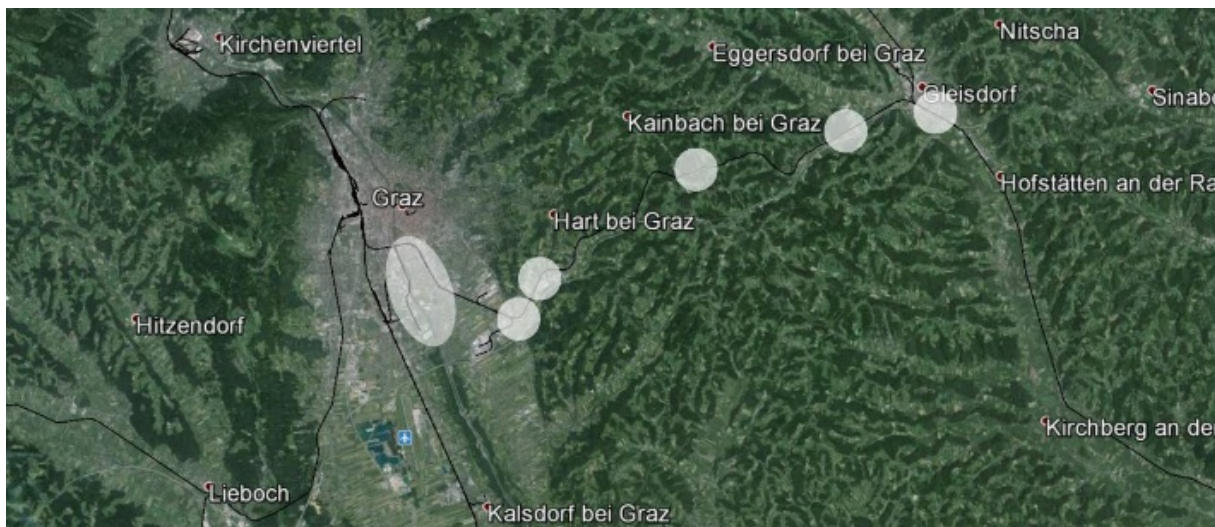 Kirchenviertel
Nitscha
Eggersdorf bei Graz
Gleisdorf
Sinabe
Kainbach bei Graz
Hofstätten an der Ra
Graz
Hart bei Graz
Hitzendorf
Kirchberg an der
Lieboch
Kalsdorf bei Graz